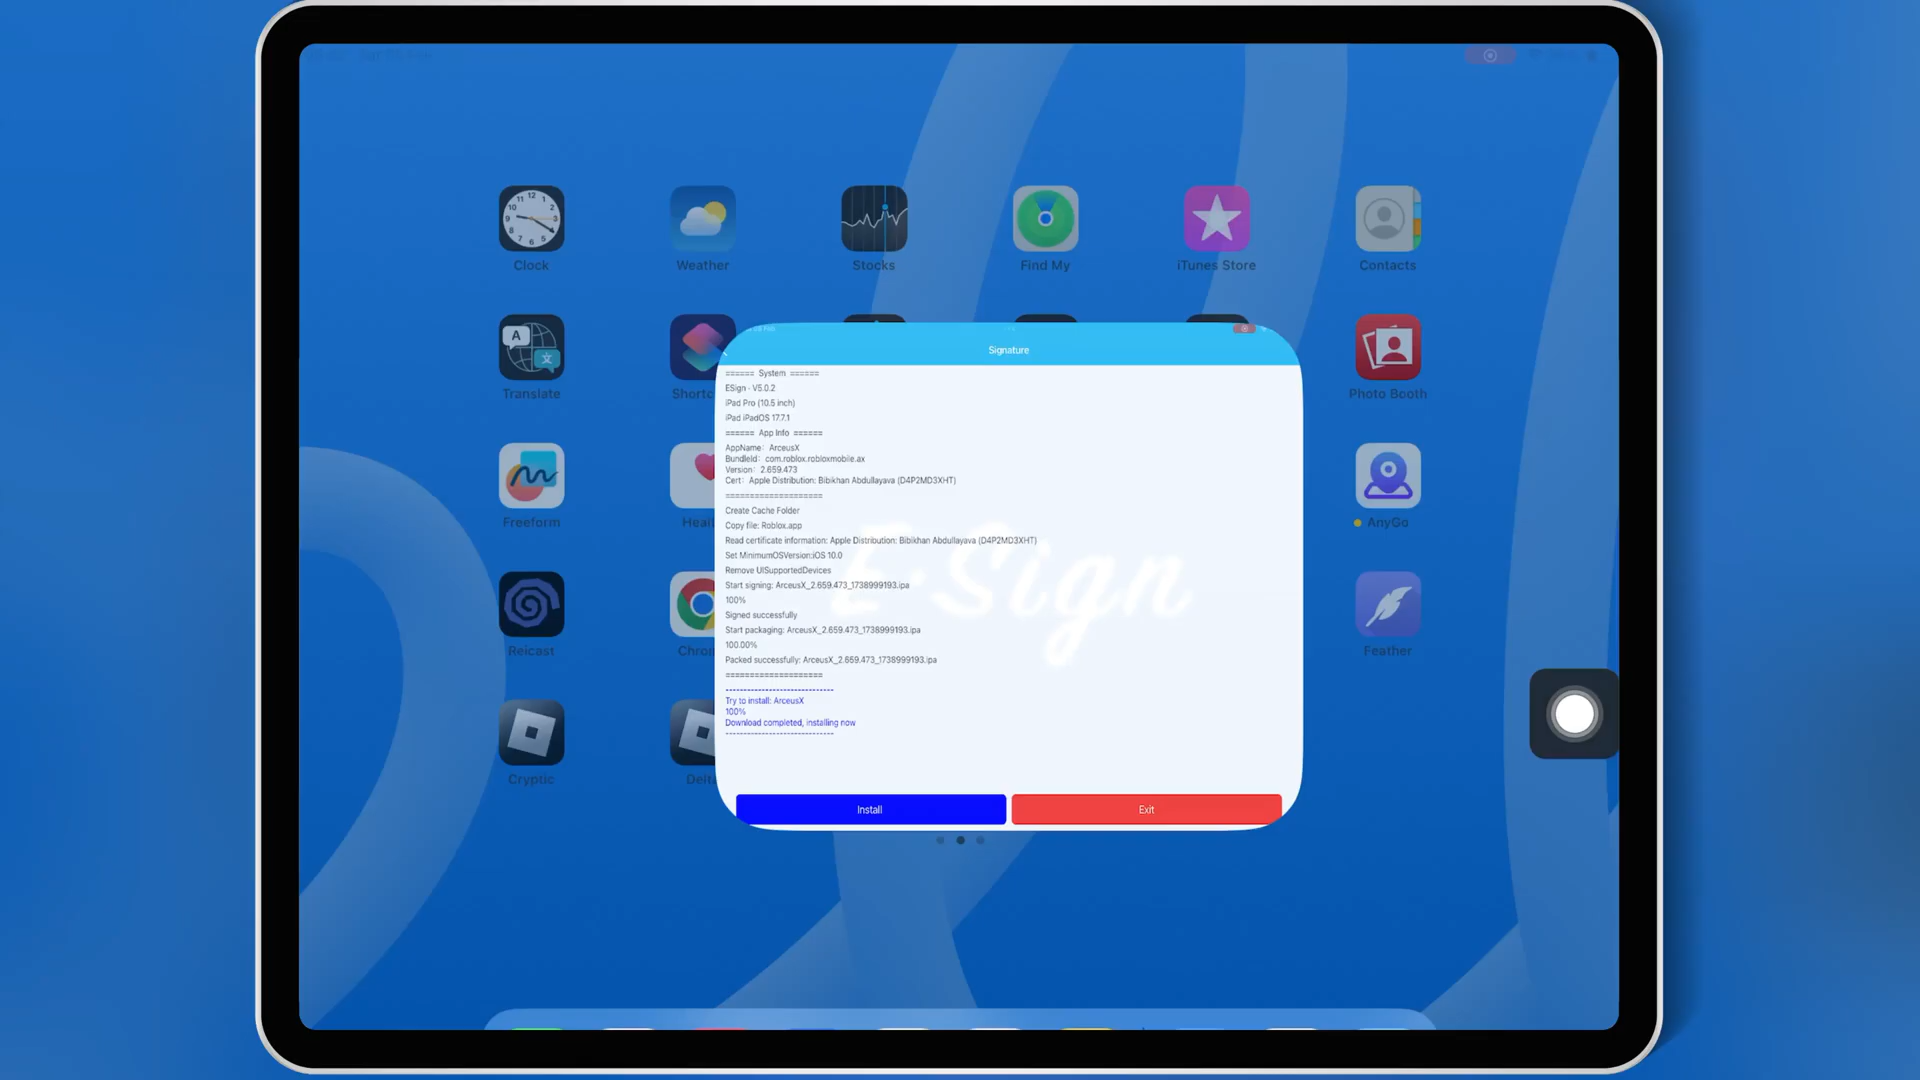 Clock
Weather
Stocks
Find My
iTunes Store
Contacts
Translate
Shortc
Photo Booth
Freeform
Heal
AnyGo
Reicast
Chro
Feather
Cryptic
Delt
Signature
====== System ======
ESign - V5.0.2
iPad Pro (10.5 inch)
iPad iPadOS 17.7.1
====== App Info ======
AppName: ArceusX
BundleId: com.roblox.robloxmobile.ax
Version: 2.659.473
Cert: Apple Distribution: Bibikhan Abdullayava (D4P2MD3XHT)
====================
Create Cache Folder
Copy file: Roblox.app
Read certificate information: Apple Distribution: Bibikhan Abdullayava (D4P2MD3XHT)
Set MinimumOSVersion:iOS 10.0
Remove UISupportedDevices
Start signing: ArceusX_2.659.473_1738999193.ipa
100%
Signed successfully
Start packaging: ArceusX_2.659.473_1738999193.ipa
100.00%
Packed successfully: ArceusX_2.659.473_1738999193.ipa
====================
------------------------------
Try to install: ArceusX
100%
Download completed, installing now
------------------------------
E·Sign
Install
Exit